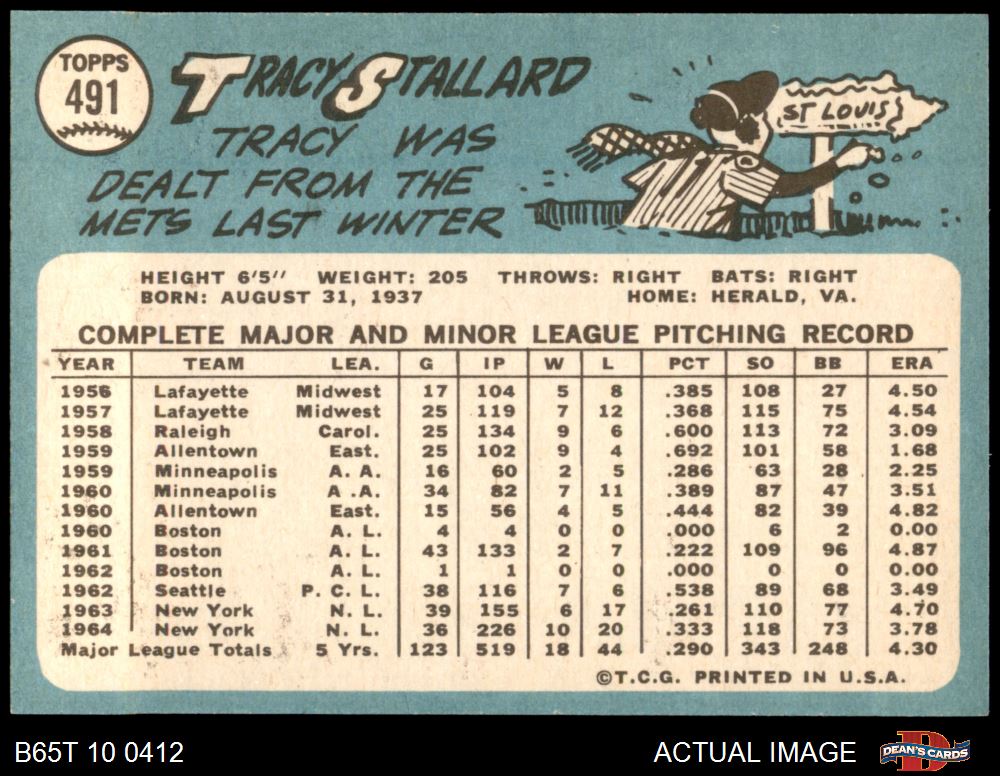 TOPPS
491
TRACY STALLARD
TRACY WAS
DEALT FROM THE
METS LAST WINTER
ST LOUIS
HEIGHT 6'5" WEIGHT: 205 THROWS: RIGHT BATS: RIGHT
BORN: AUGUST 31, 1937 HOME: HERALD, VA.
COMPLETE MAJOR AND MINOR LEAGUE PITCHING RECORD
YEAR TEAM LEA. G IP W L PCT SO BB ERA
1956 Lafayette Midwest 17 104 5 8 .385 108 27 4.50
1957 Lafayette Midwest 25 119 7 12 .368 115 75 4.54
1958 Raleigh Carol. 25 134 9 6 .600 113 72 3.09
1959 Allentown East. 25 102 9 4 .692 101 58 1.68
1959 Minneapolis A. A. 16 60 2 5 .286 63 28 2.25
1960 Minneapolis A .A. 34 82 7 11 .389 87 47 3.51
1960 Allentown East. 15 56 4 5 .444 82 39 4.82
1960 Boston A. L. 4 4 0 0 .000 6 2 0.00
1961 Boston A. L. 43 133 2 7 .222 109 96 4.87
1962 Boston A. L. 1 1 0 0 .000 0 0 0.00
1962 Seattle P. C. L. 38 116 7 6 .538 89 68 3.49
1963 New York N. L. 39 155 6 17 .261 110 77 4.70
1964 New York N. L. 36 226 10 20 .333 118 73 3.78
Major League Totals 5 Yrs. 123 519 18 44 .290 343 248 4.30
©T.C.G. PRINTED IN U.S.A.
B65T 10 0412 ACTUAL IMAGE DEAN'S CARDS